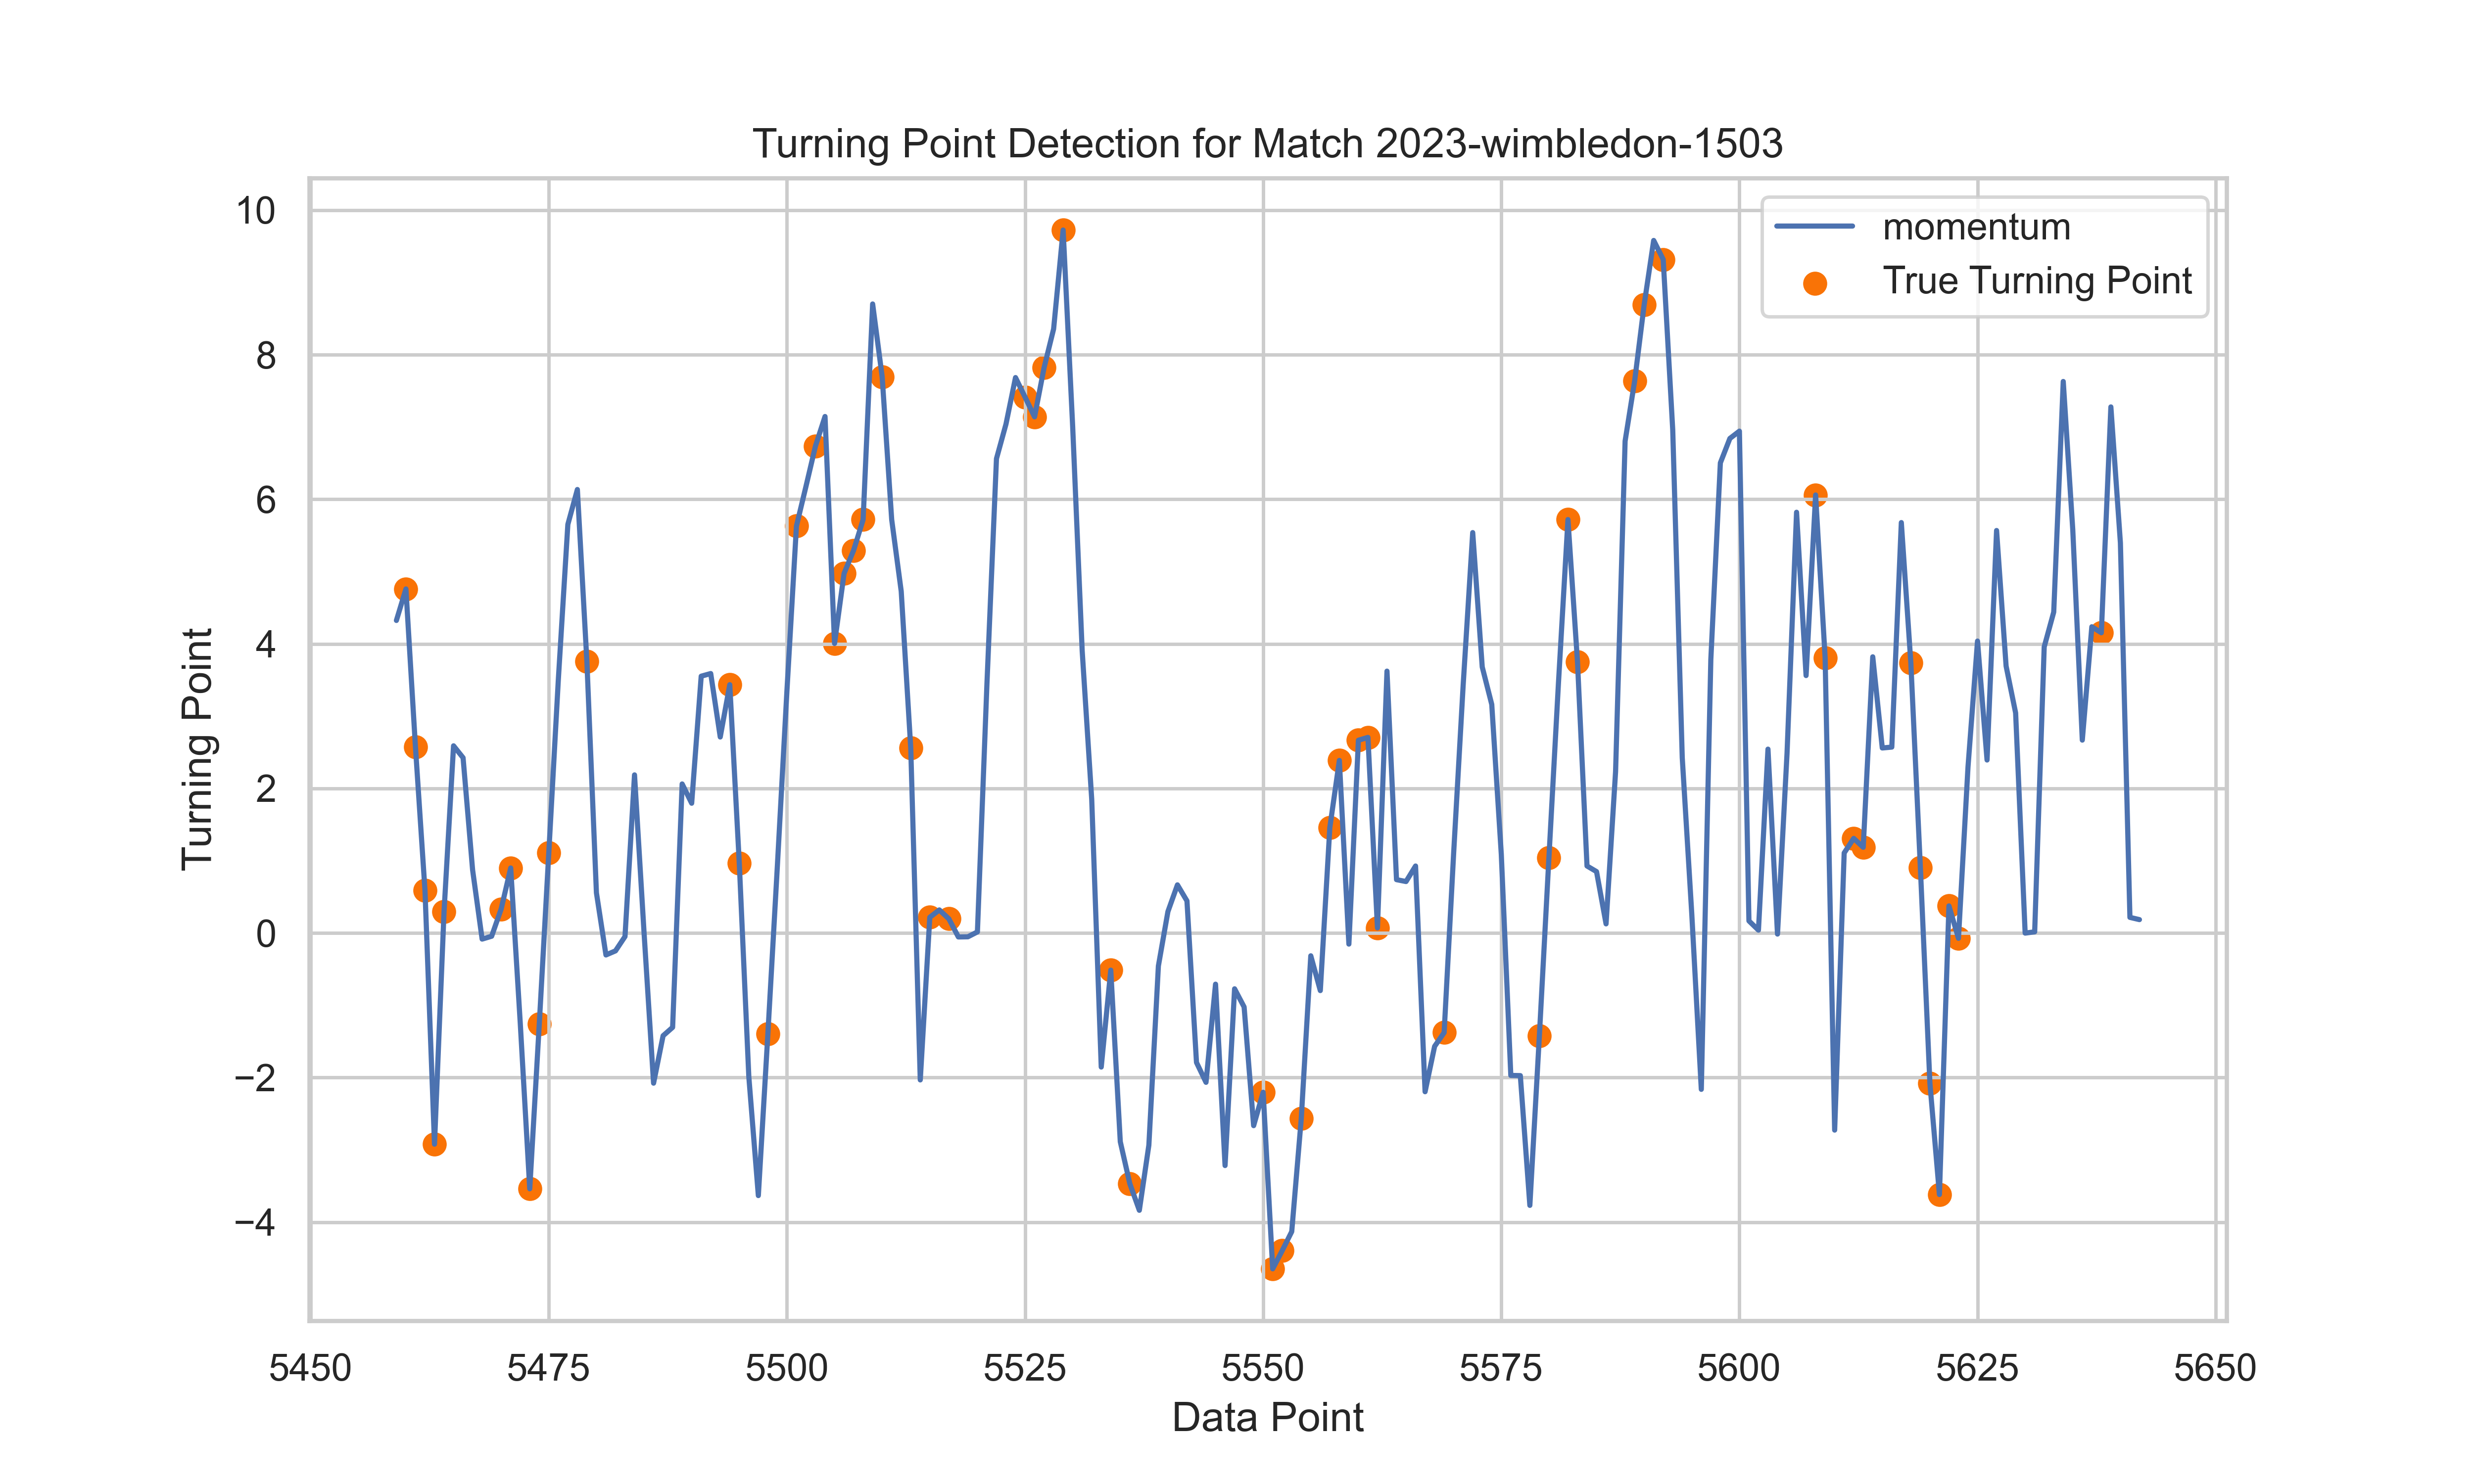 Turning Point Detection for Match 2023-wimbledon-1503
momentum
True Turning Point
Turning Point
10
8
6
4
2
0
−2
−4
5450 5475 5500 5525 5550 5575 5600 5625 5650
Data Point